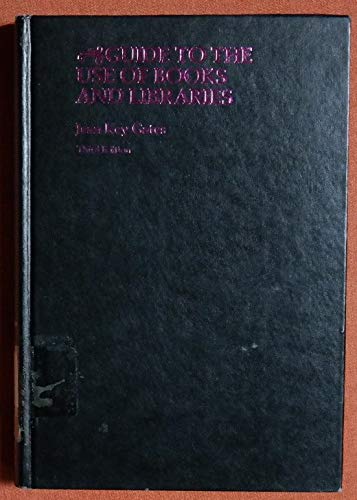 GUIDE TO THE
USE OF BOOKS
AND LIBRARIES
Jean Key Gates
Third Edition